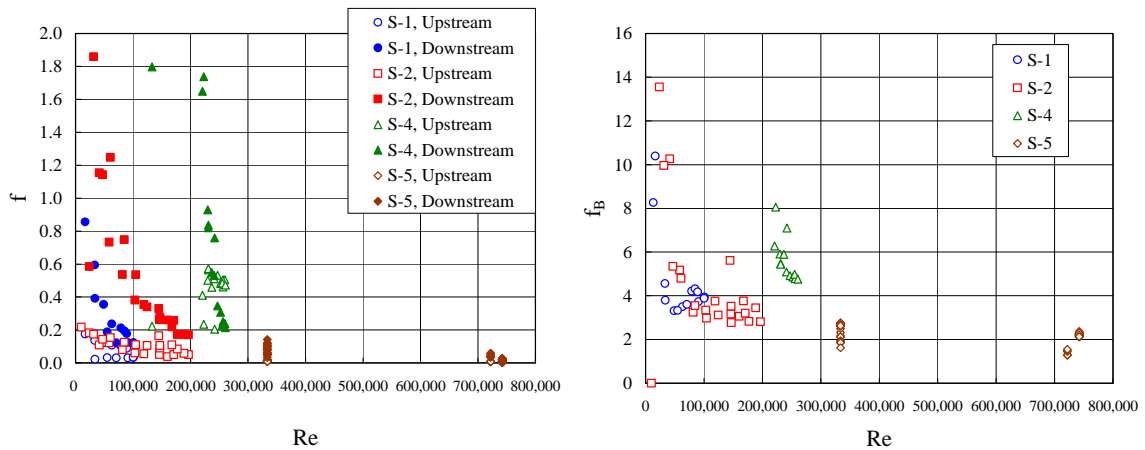 S-1, Upstream
S-1, Downstream
S-2, Upstream
S-2, Downstream
S-4, Upstream
S-4, Downstream
S-5, Upstream
S-5, Downstream
2.0
1.8
1.6
1.4
1.2
1.0
0.8
0.6
0.4
0.2
0.0
f
0 100,000 200,000 300,000 400,000 500,000 600,000 700,000 800,000
Re
S-1
S-2
S-4
S-5
16
14
12
10
8
6
4
2
0
fB
0 100,000 200,000 300,000 400,000 500,000 600,000 700,000 800,000
Re